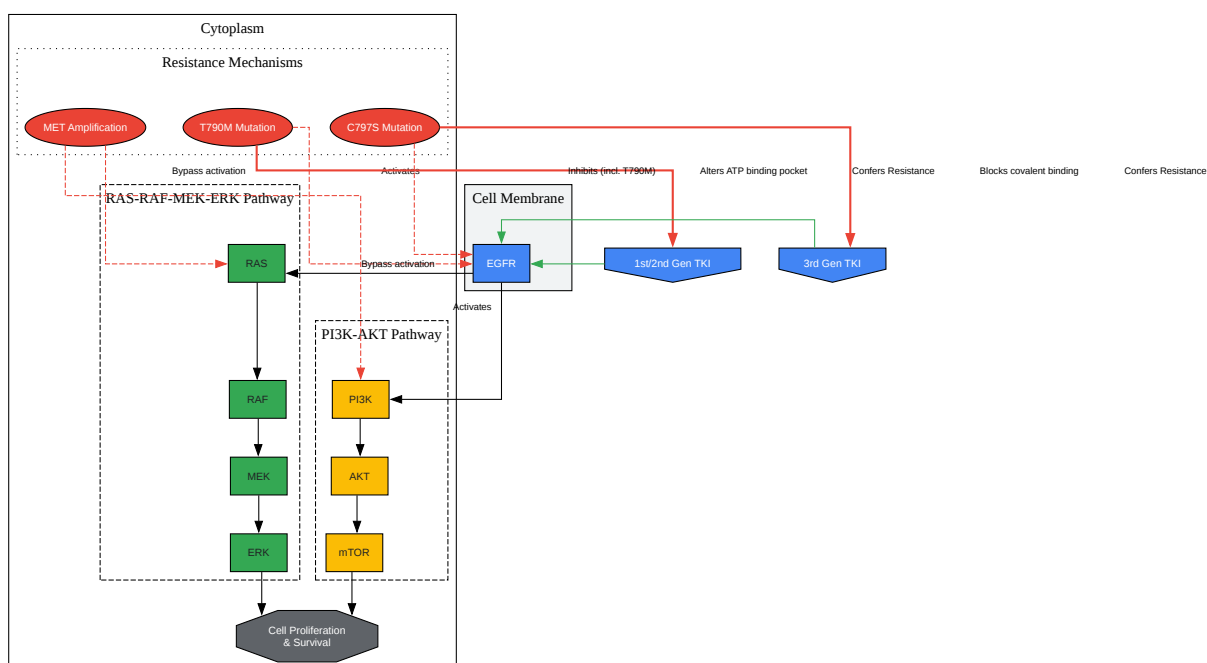 Cytoplasm
Resistance Mechanisms
MET Amplification
T790M Mutation
C797S Mutation
Bypass activation
Activates
Inhibits (incl. T790M)
Alters ATP binding pocket
Confers Resistance
Blocks covalent binding
Confers Resistance
RAS-RAF-MEK-ERK Pathway
Cell Membrane
RAS
Bypass activation
EGFR
1st/2nd Gen TKI
3rd Gen TKI
Activates
PI3K-AKT Pathway
RAF
PI3K
MEK
AKT
ERK
mTOR
Cell Proliferation
& Survival